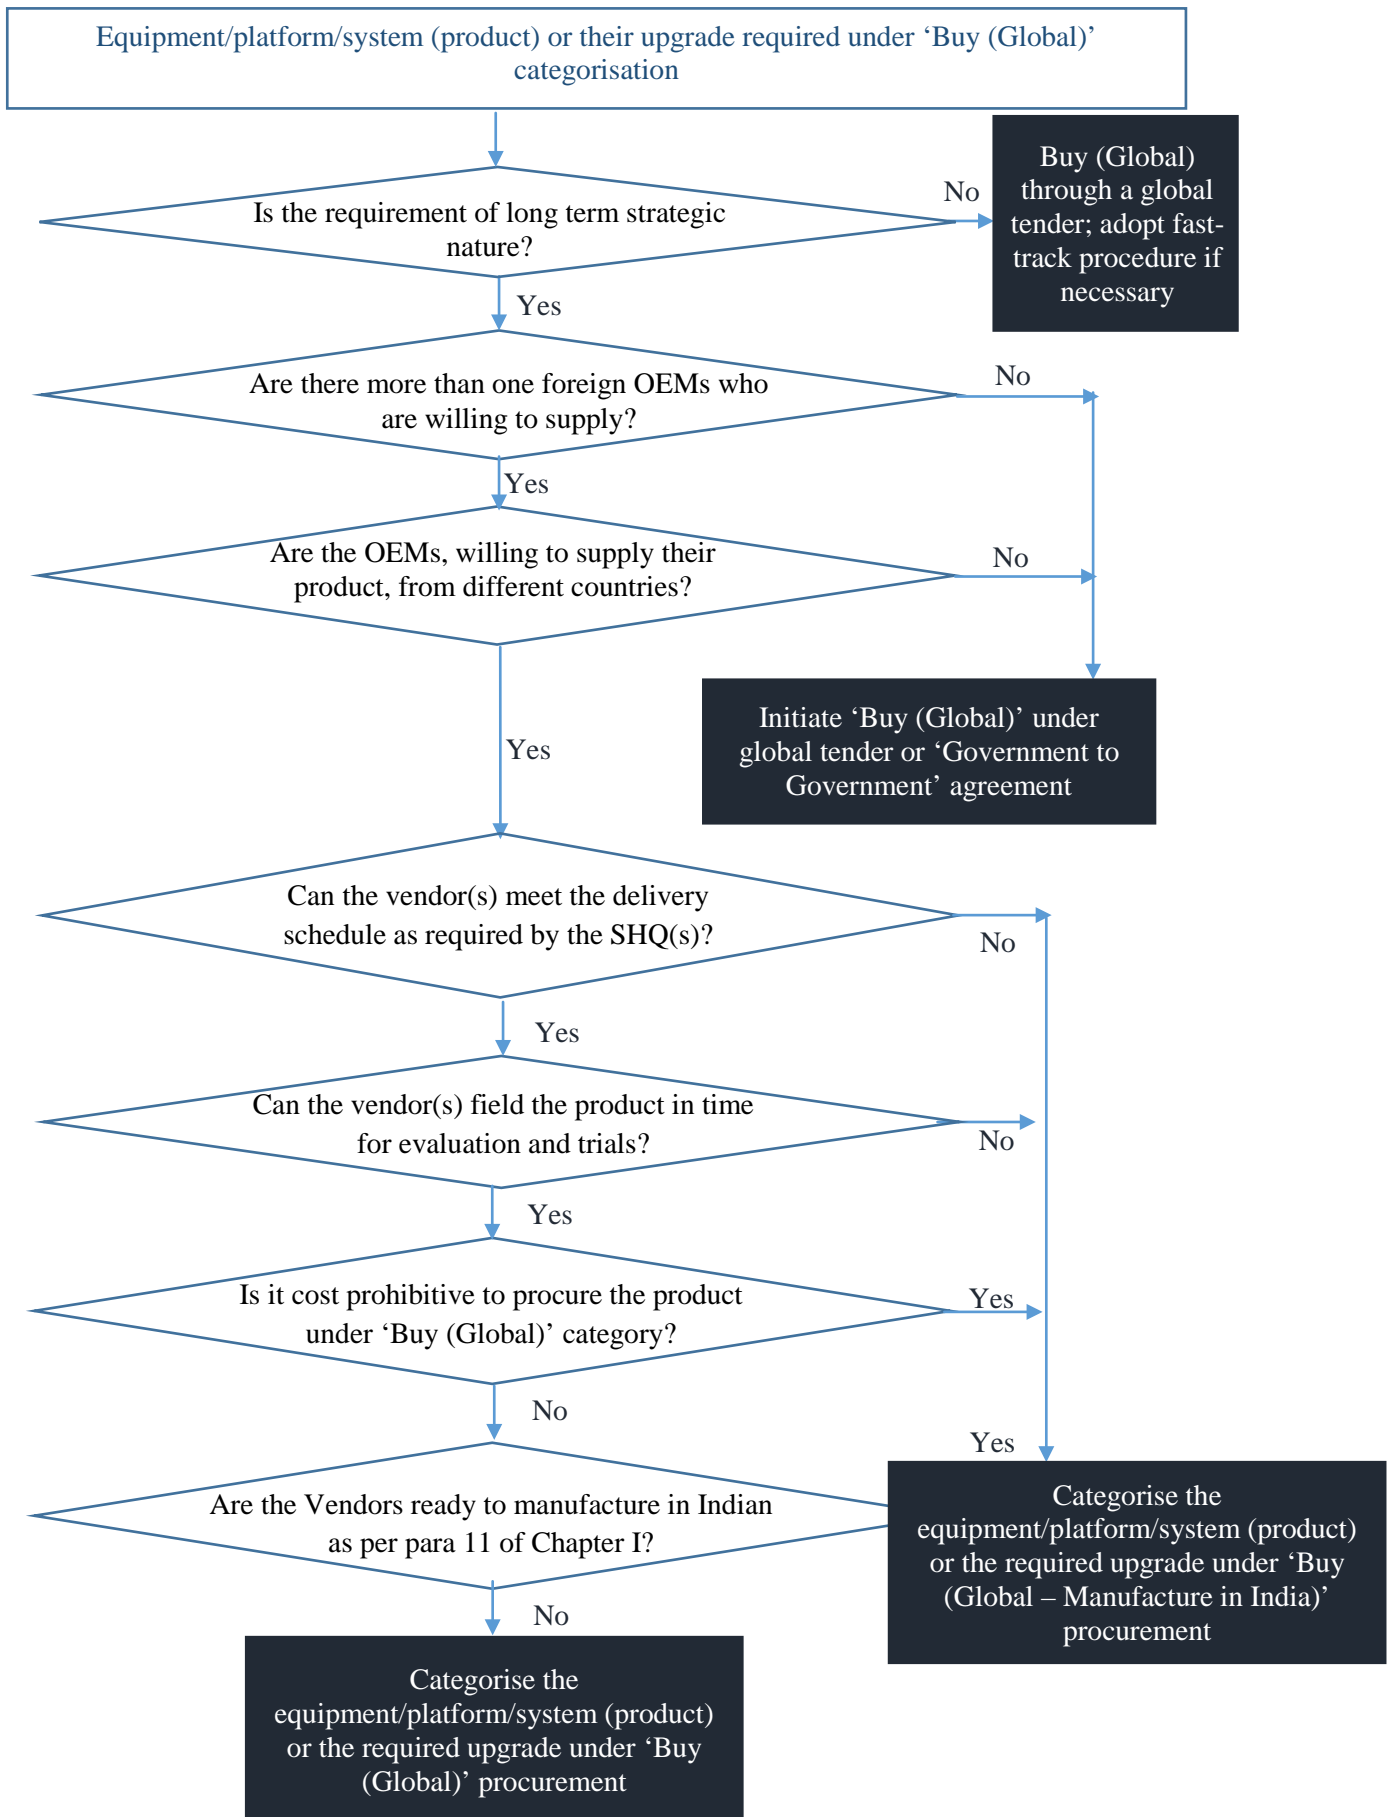 Equipment/platform/system (product) or their upgrade required under ‘Buy (Global)’
categorisation
Buy (Global)
through a global
tender; adopt fast-
track procedure if
necessary
No
Is the requirement of long term strategic
nature?
Yes
Are there more than one foreign OEMs who
are willing to supply?
No
Yes
Are the OEMs, willing to supply their
product, from different countries?
No
Initiate ‘Buy (Global)’ under
global tender or ‘Government to
Government’ agreement
Yes
Can the vendor(s) meet the delivery
schedule as required by the SHQ(s)?
No
Yes
Can the vendor(s) field the product in time
for evaluation and trials?
No
Yes
Is it cost prohibitive to procure the product
under ‘Buy (Global)’ category?
Yes
No
Yes
Are the Vendors ready to manufacture in Indian
as per para 11 of Chapter I?
Categorise the
equipment/platform/system (product)
or the required upgrade under ‘Buy
(Global – Manufacture in India)’
procurement
No
Categorise the
equipment/platform/system (product)
or the required upgrade under ‘Buy
(Global)’ procurement